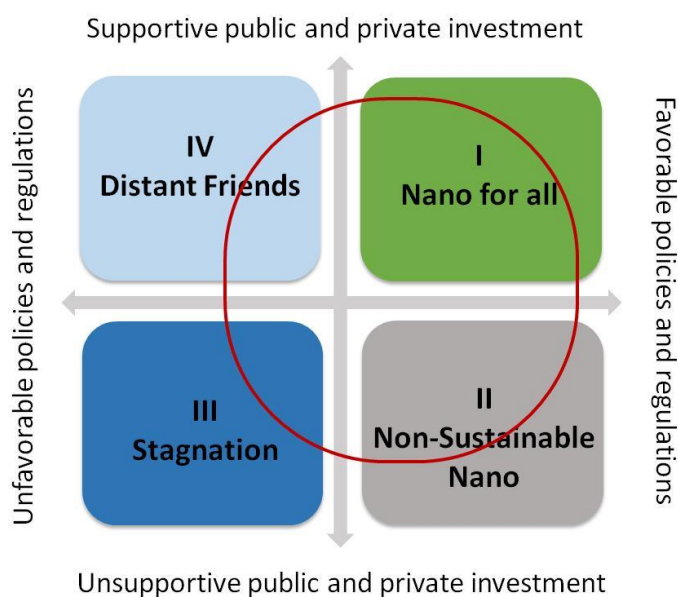 Supportive public and private investment
Unfavorable policies and regulations
IV
Distant Friends
I
Nano for all
Favorable policies and regulations
III
Stagnation
II
Non-Sustainable
Nano
Unsupportive public and private investment